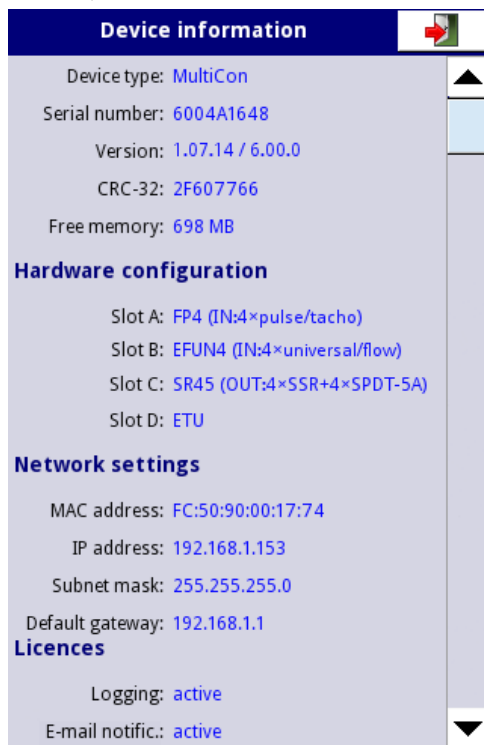 Device information
Device type: MultiCon
Serial number: 6004A1648
Version: 1.07.14 / 6.00.0
CRC-32: 2F607766
Free memory: 698 MB
Hardware configuration
Slot A: FP4 (IN:4×pulse/tacho)
Slot B: EFUN4 (IN:4×universal/flow)
Slot C: SR45 (OUT:4×SSR+4×SPDT-5A)
Slot D: ETU
Network settings
MAC address: FC:50:90:00:17:74
IP address: 192.168.1.153
Subnet mask: 255.255.255.0
Default gateway: 192.168.1.1
Licences
Logging: active
E-mail notific.: active